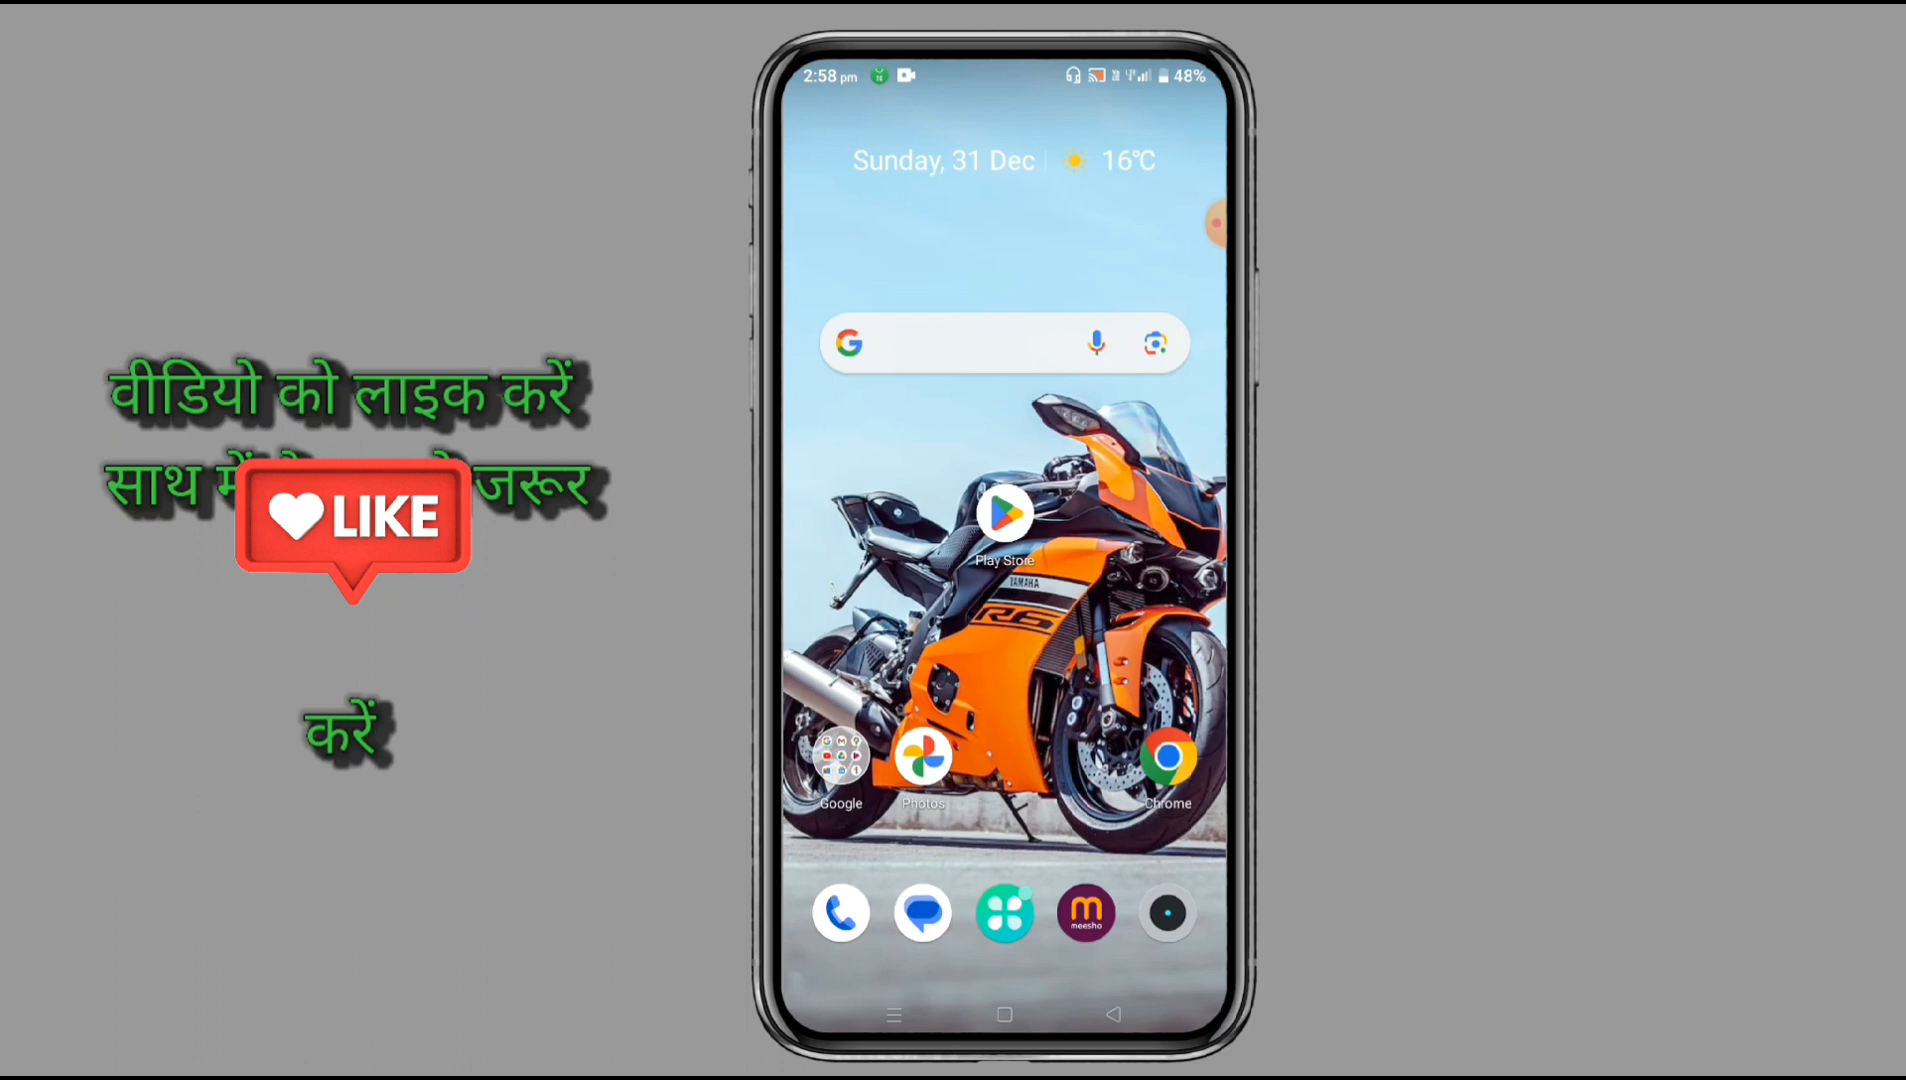 2:58 pm
48%
Sunday, 31 Dec 16°C
वीडियो को लाइक करें
साथ में जरूर
LIKE
करें
Play Store
YAMAHA
R6
Google Photos Chrome
meesho